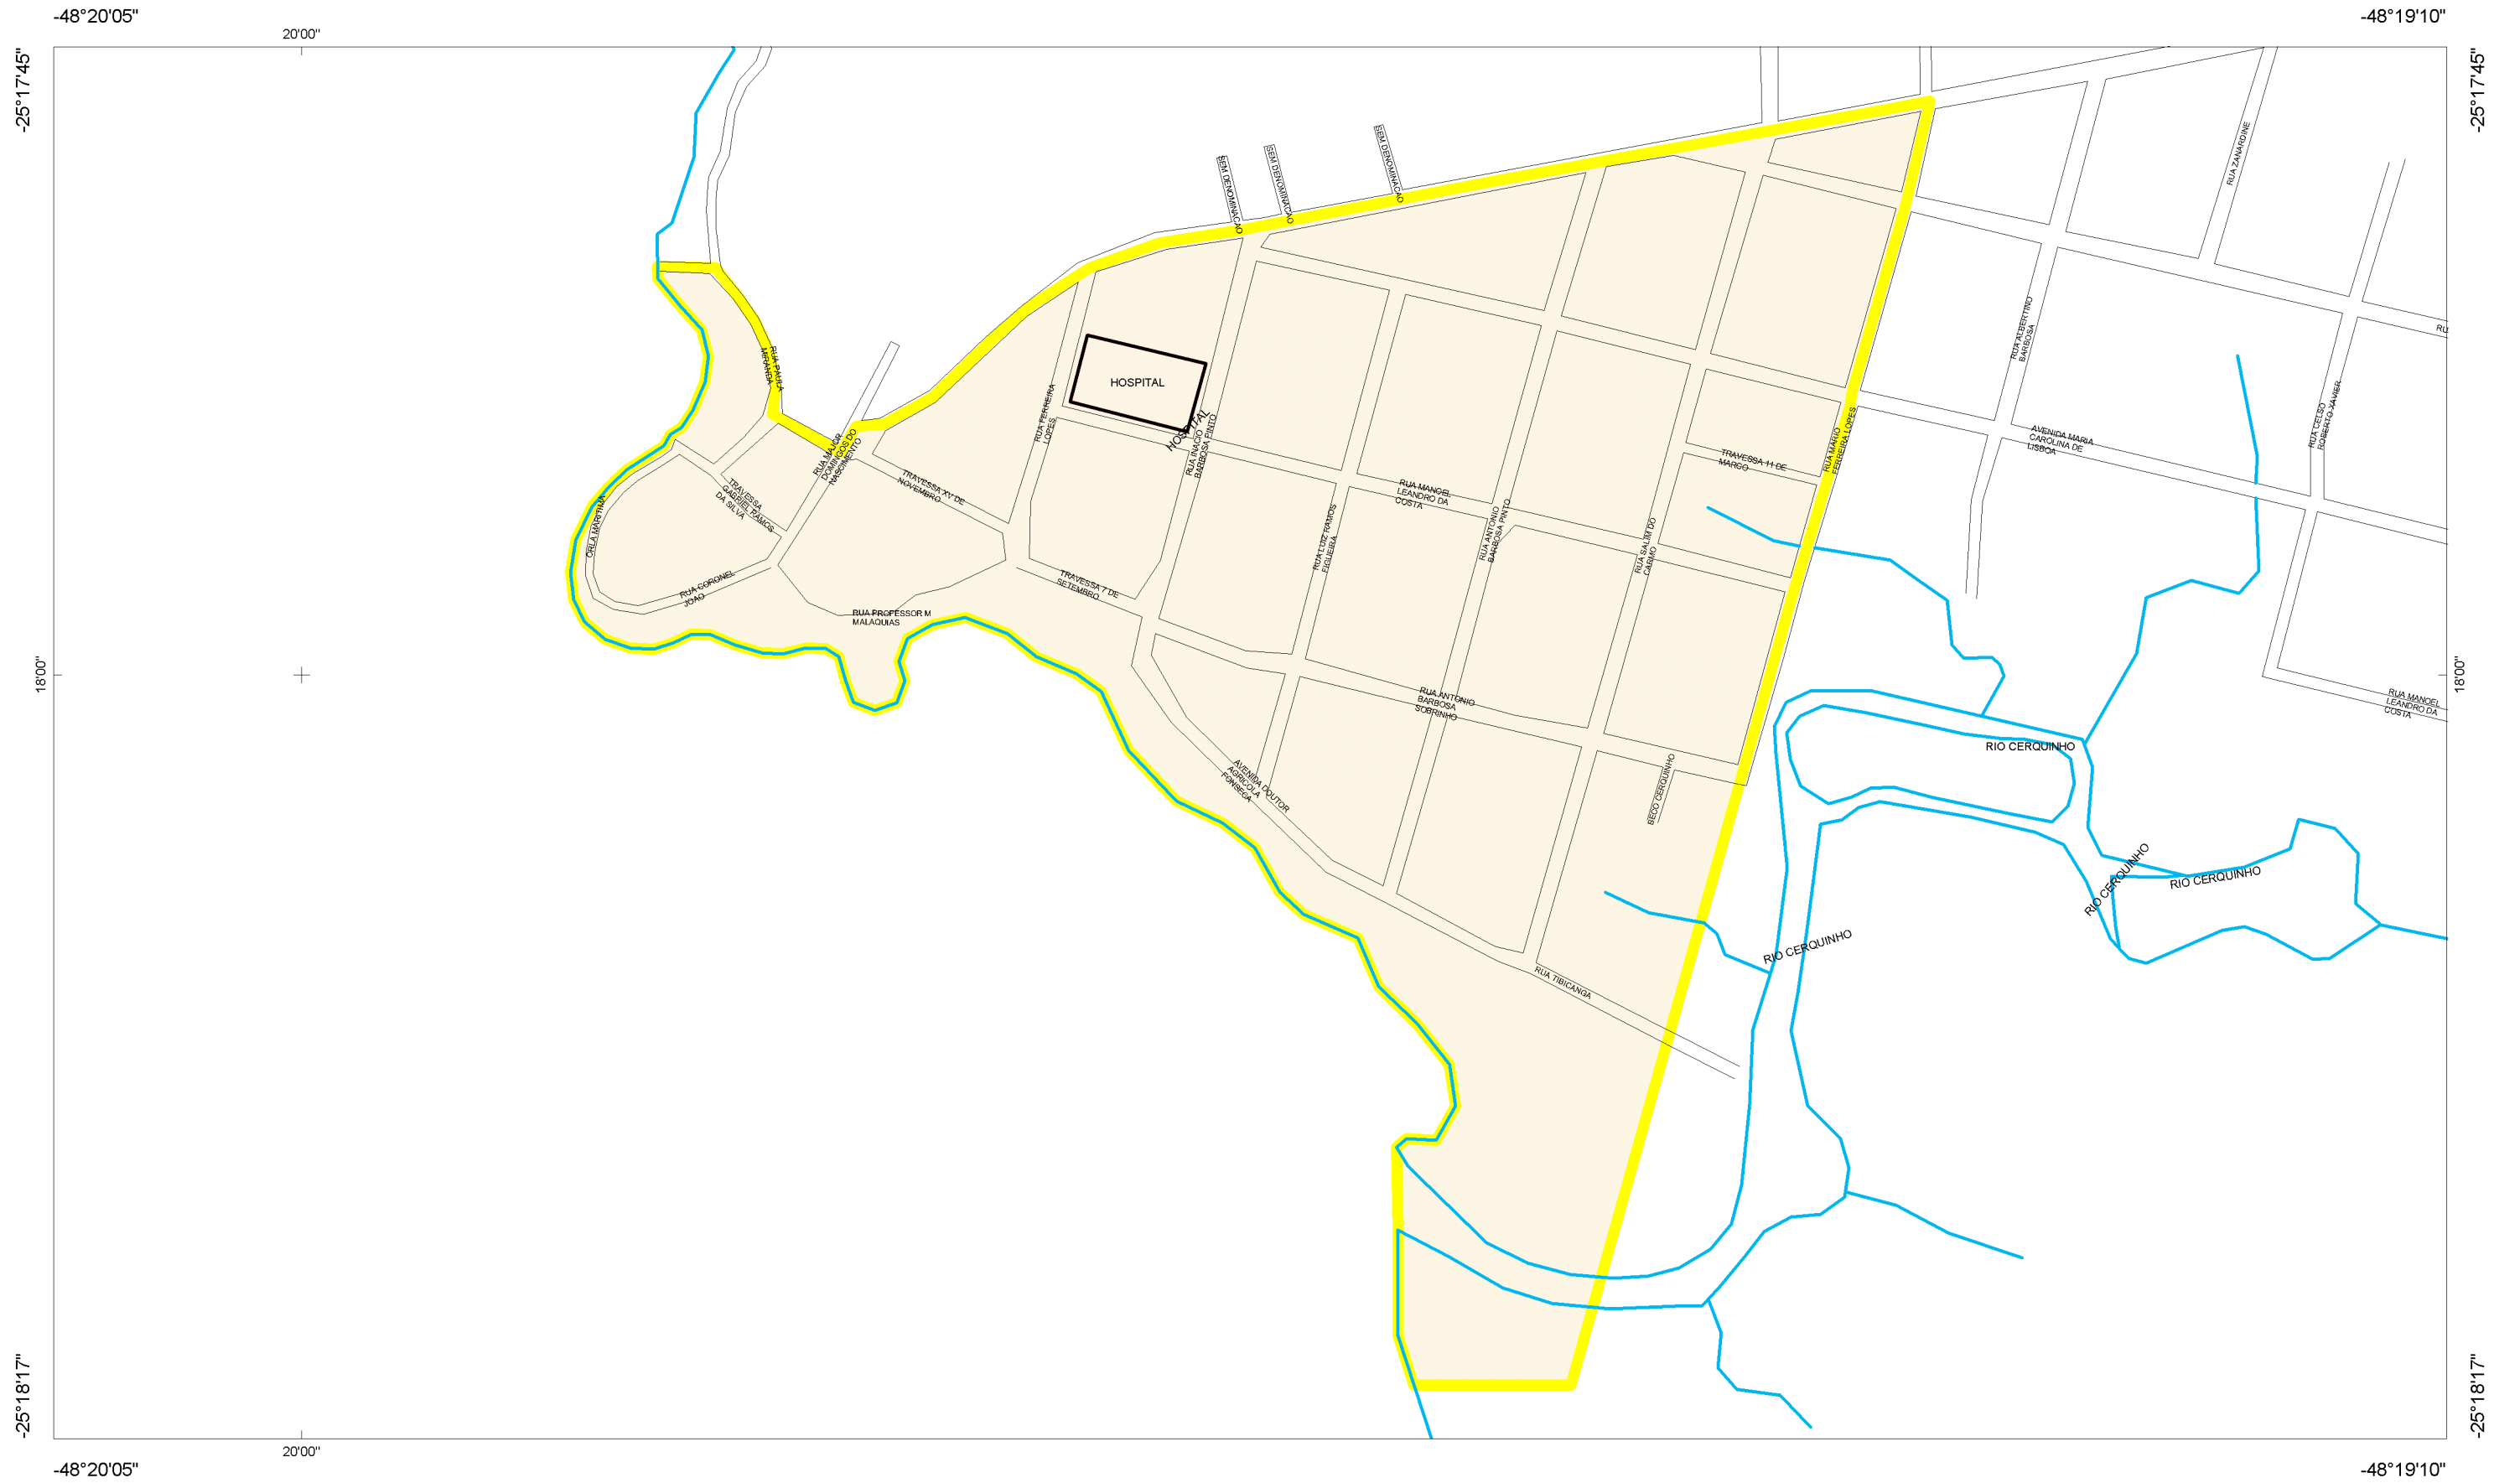 -48°20'05"
-48°19'10"
20'00"
-25°17'45"
-25°17'45"
SEM DENOMINACAO
SEM DENOMINACAO
SEM DENOMINACAO
RUA ZANARDINE
RUA PAULA
MIRANDA
RUA ALBERTINO
BARBOSA
RU
HOSPITAL
HOSPITAL
RUA FERREIRA
LOPES
RUA INACIO
BARBOSA PINTO
RUA MARIO
FERREIRA LOPES
RUA CELSO
ROBERTO XAVIER
AVENIDA MARIA
CAROLINA DE
LISBOA
RUA MAJOR
DOMINGOS DO
NASCIMENTO
TRAVESSA XV DE
NOVEMBRO
TRAVESSA 11 DE
MARCO
TRAVESSA
GABRIEL RAMOS
DA SILVA
RUA MANOEL
LEANDRO DA
COSTA
ORLA MARITIMA
RUA LUIZ RAMOS
FIGUEIRA
RUA ANTONIO
BARBOSA PINTO
RUA SALIM DO
CARMO
RUA CORONEL
JOAO
TRAVESSA 7 DE
SETEMBRO
RUA PROFESSOR M
MALAQUIAS
18'00"
18'00"
RUA ANTONIO
BARBOSA
SOBRINHO
RUA MANOEL
LEANDRO DA
COSTA
RIO CERQUINHO
AVENIDA DOUTOR
AGRICOLA
FONSECA
BECO CERQUINHO
RIO CERQUINHO
RIO CERQUINHO
RIO CERQUINHO
RUA TIBICANGA
-25°18'17"
-25°18'17"
20'00"
-48°20'05"
-48°19'10"